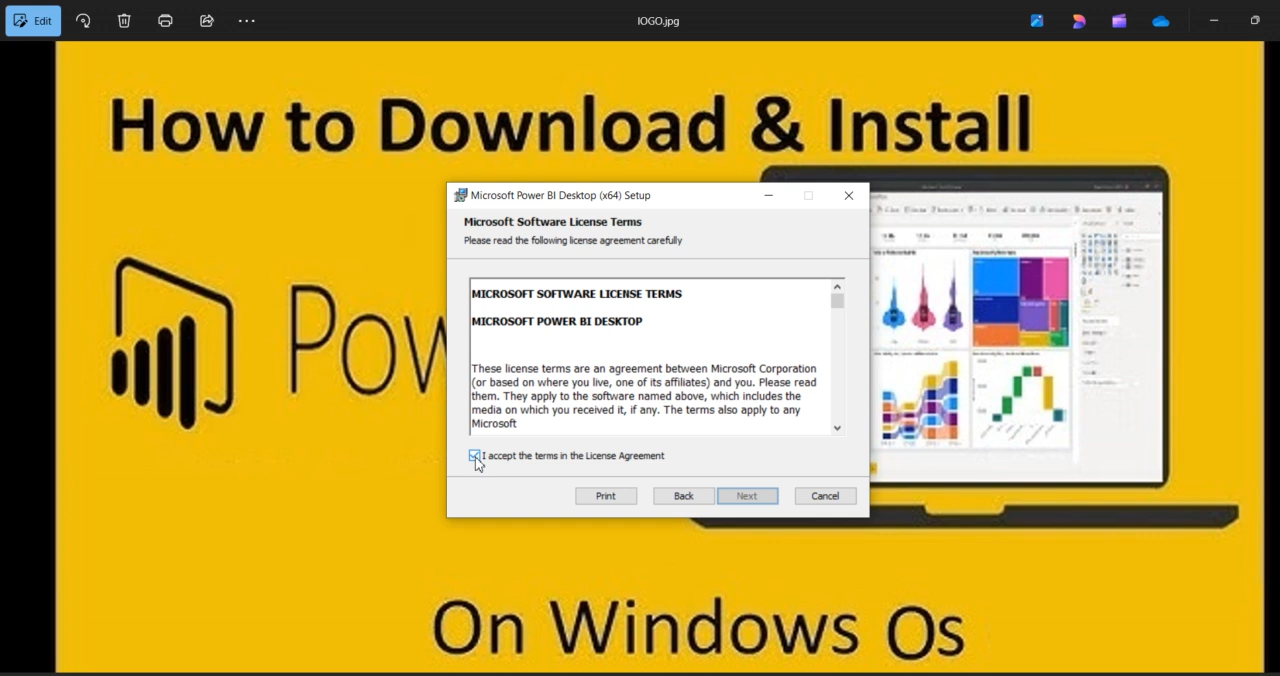 Edit
IOGO.jpg
How to Download & Install
Microsoft Power BI Desktop (x64) Setup
Microsoft Software License Terms
Please read the following license agreement carefully
MICROSOFT SOFTWARE LICENSE TERMS
MICROSOFT POWER BI DESKTOP
These license terms are an agreement between Microsoft Corporation
(or based on where you live, one of its affiliates) and you. Please read
them. They apply to the software named above, which includes the
media on which you received it, if any. The terms also apply to any
Microsoft
I accept the terms in the License Agreement
Print
Back
Next
Cancel
Pow
On Windows Os